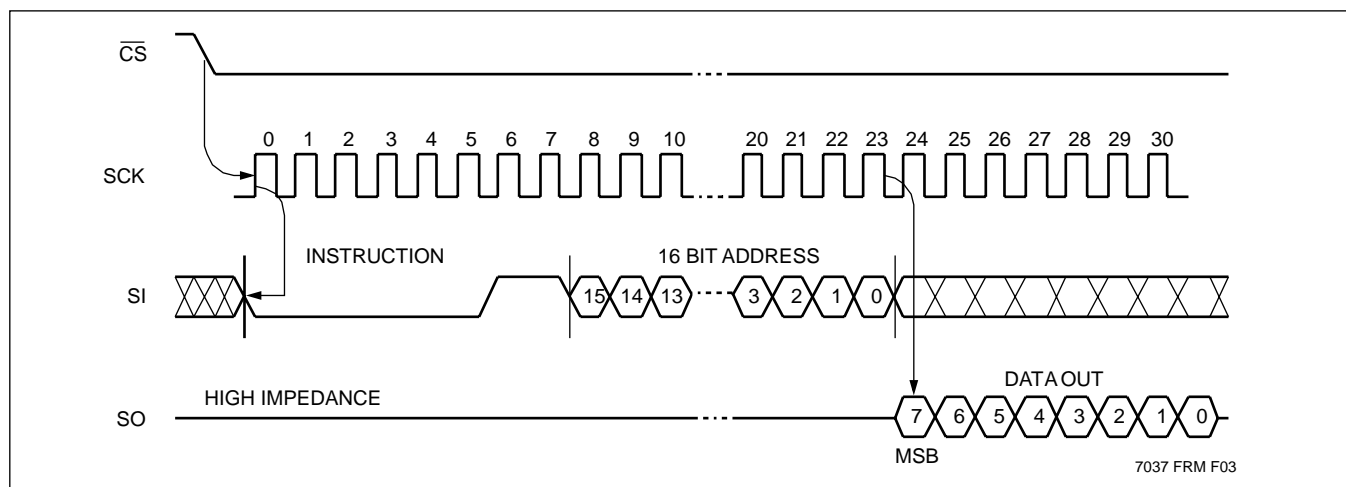 CS
0 1 2 3 4 5 6 7 8 9 10 20 21 22 23 24 25 26 27 28 29 30
SCK
INSTRUCTION 16 BIT ADDRESS
SI 15 14 13 3 2 1 0
HIGH IMPEDANCE DATA OUT
SO 7 6 5 4 3 2 1 0
MSB
7037 FRM F03